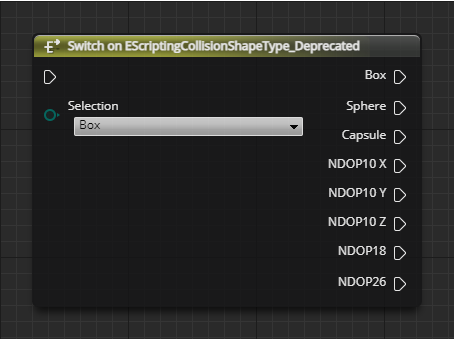 Switch on EScriptingCollisionShapeType_Deprecated
Box
Selection
Box
Sphere
Capsule
NDOP10 X
NDOP10 Y
NDOP10 Z
NDOP18
NDOP26